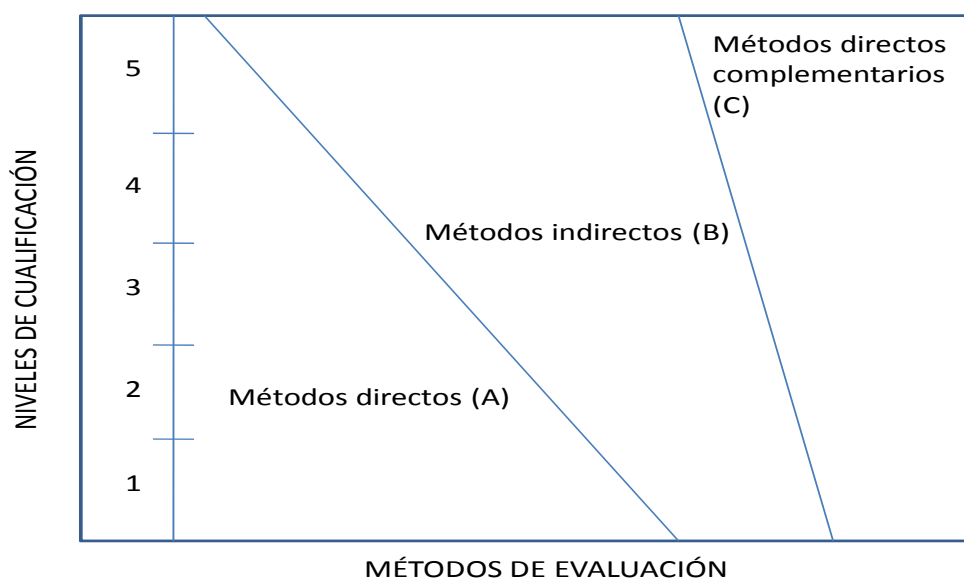 Métodos directos
complementarios
(C)
5
4
Métodos indirectos (B)
3
2
Métodos directos (A)
1
NIVELES DE CUALIFICACIÓN
MÉTODOS DE EVALUACIÓN